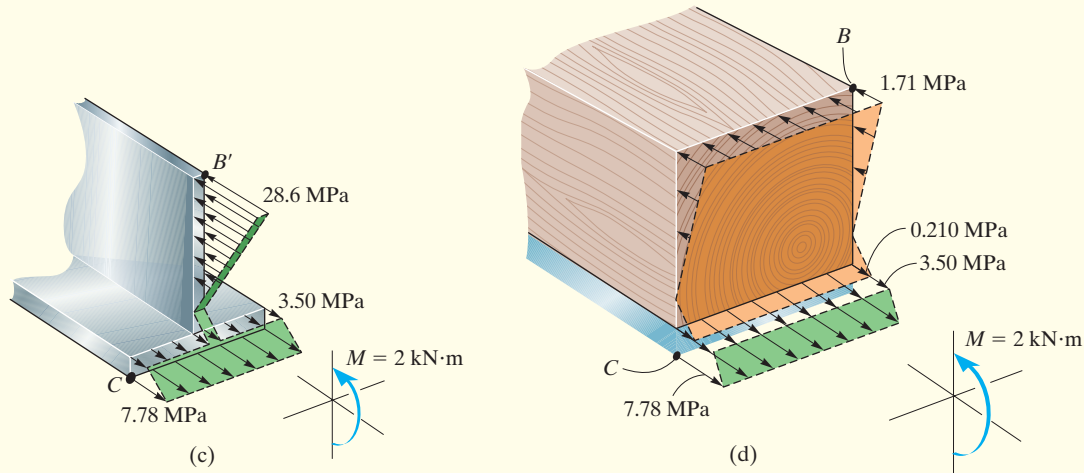 B′
28.6 MPa
3.50 MPa
M = 2 kN·m
C
7.78 MPa
(c)
B
1.71 MPa
0.210 MPa
3.50 MPa
M = 2 kN·m
C
7.78 MPa
(d)